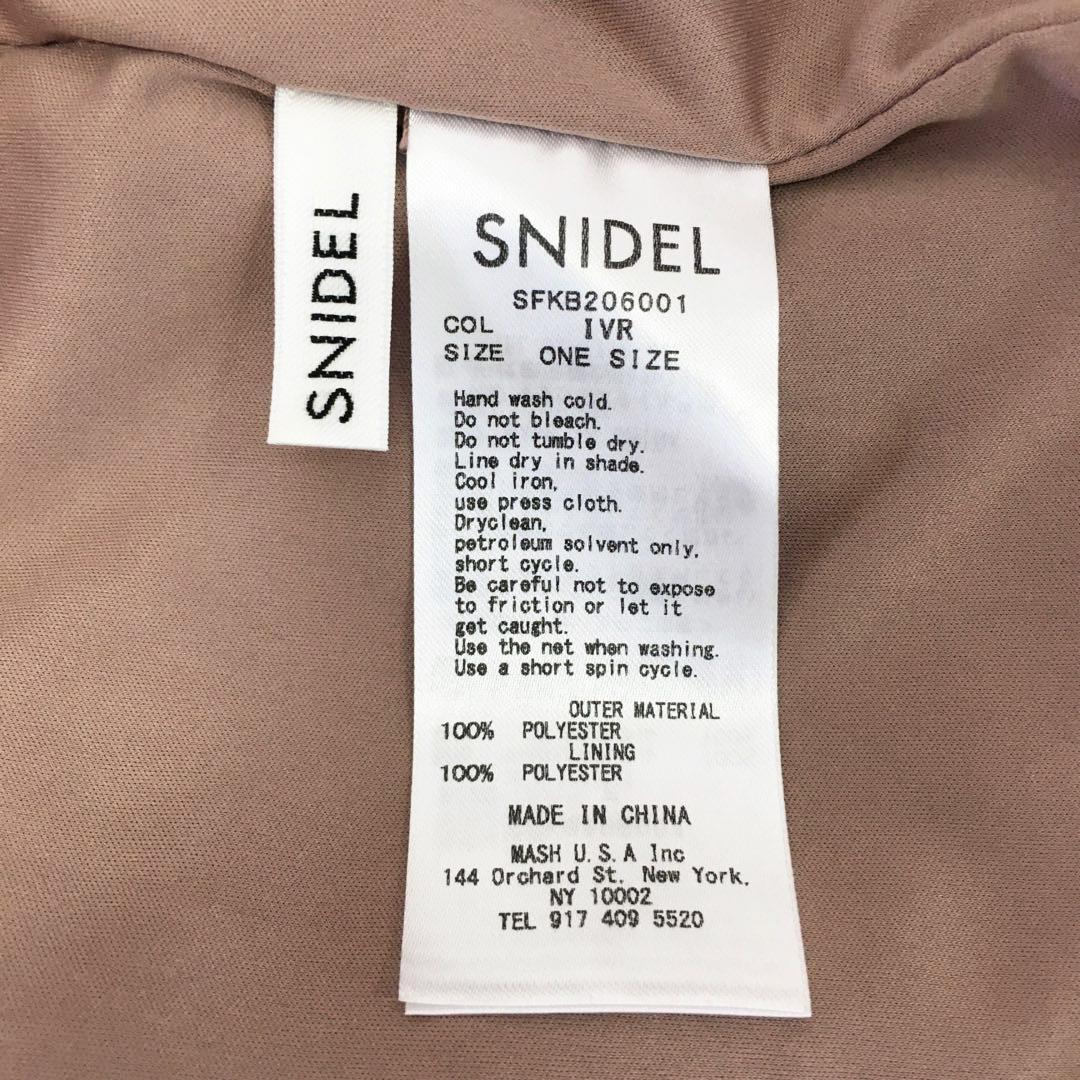 SNIDEL
SNIDEL
SFKB206001
COL IVR
SIZE ONE SIZE
Hand wash cold.
Do not bleach.
Do not tumble dry.
Line dry in shade.
Cool iron,
use press cloth.
Dryclean,
petroleum solvent only,
short cycle.
Be careful not to expose
to friction or let it
get caught.
Use the net when washing.
Use a short spin cycle.
OUTER MATERIAL
100% POLYESTER
LINING
100% POLYESTER
MADE IN CHINA
MASH U.S.A Inc
144 Orchard St. New York,
NY 10002
TEL 917 409 5520